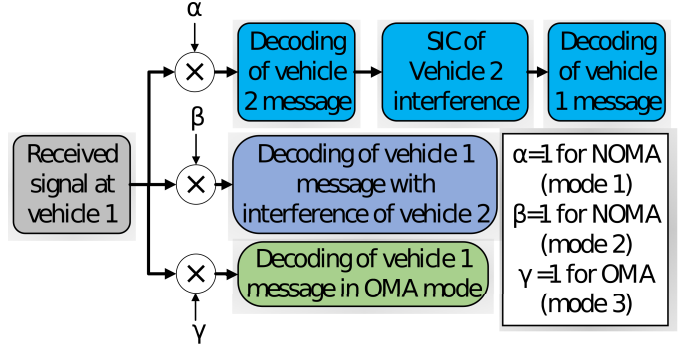 α
Decoding
of vehicle
2 message
SIC of
Vehicle 2
interference
Decoding
of vehicle
1 message
β
Received
signal at
vehicle 1
Decoding of vehicle 1
message with
interference of vehicle 2
Decoding of vehicle 1
message in OMA mode
γ
α=1 for NOMA
(mode 1)
β=1 for NOMA
(mode 2)
γ=1 for OMA
(mode 3)